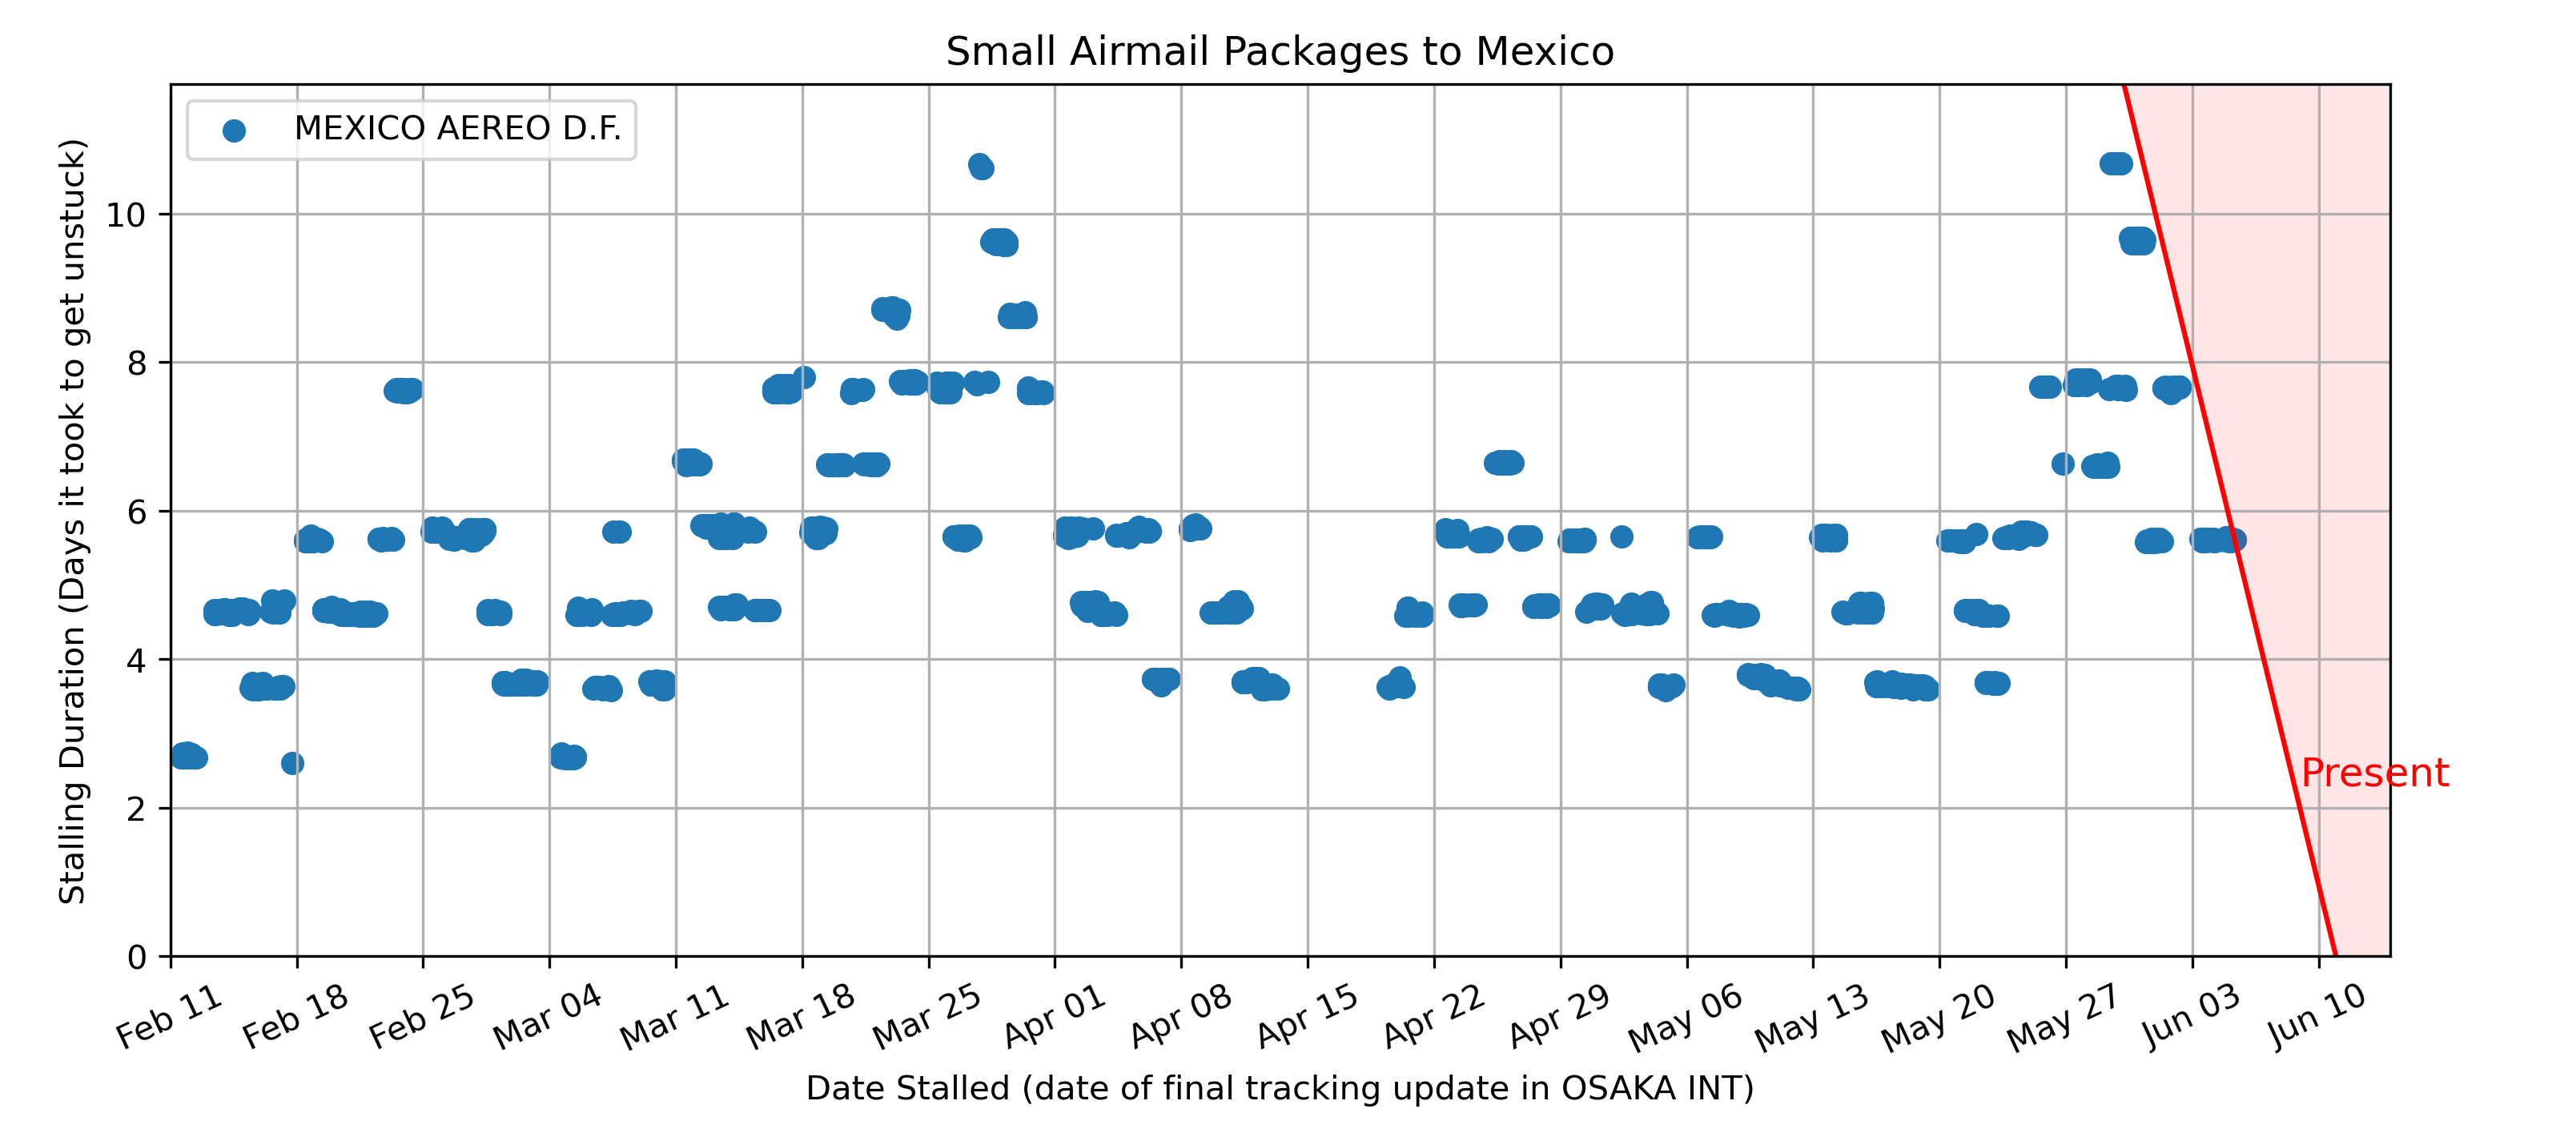 Small Airmail Packages to Mexico
MEXICO AEREO D.F.
Stalling Duration (Days it took to get unstuck)
10
8
6
4
2
0
Present
Feb 11
Feb 18
Feb 25
Mar 04
Mar 11
Mar 18
Mar 25
Apr 01
Apr 08
Apr 15
Apr 22
Apr 29
May 06
May 13
May 20
May 27
Jun 03
Jun 10
Date Stalled (date of final tracking update in OSAKA INT)